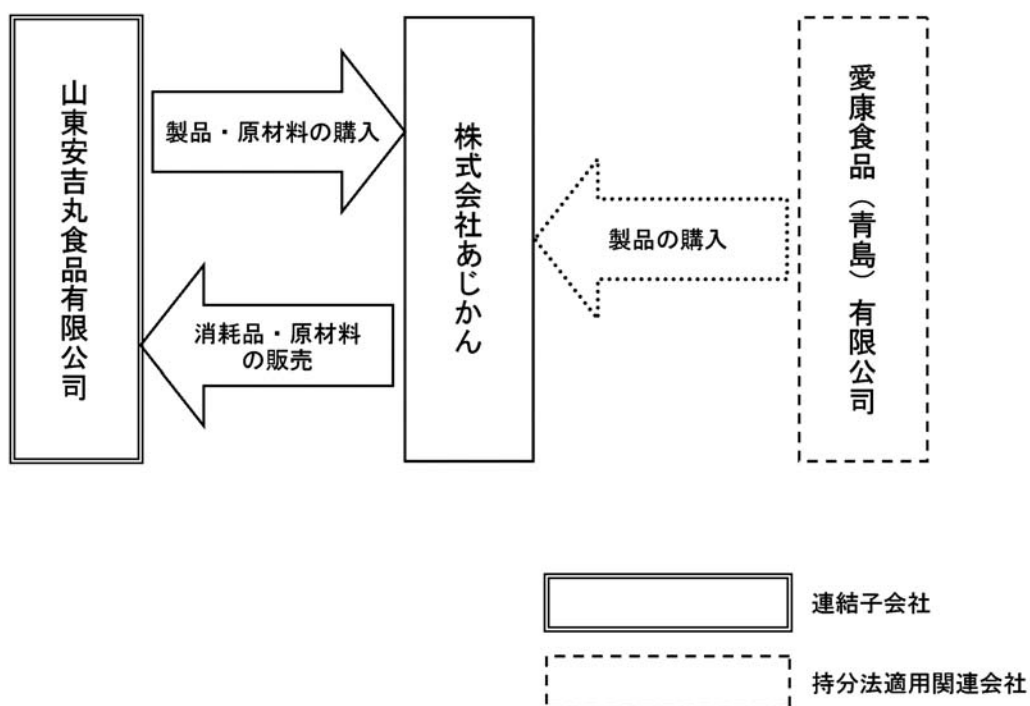 山東安吉丸食品有限公司
製品・原材料の購入
消耗品・原材料
の販売
株式会社あじかん
製品の購入
愛康食品（青島）有限公司
連結子会社
持分法適用関連会社